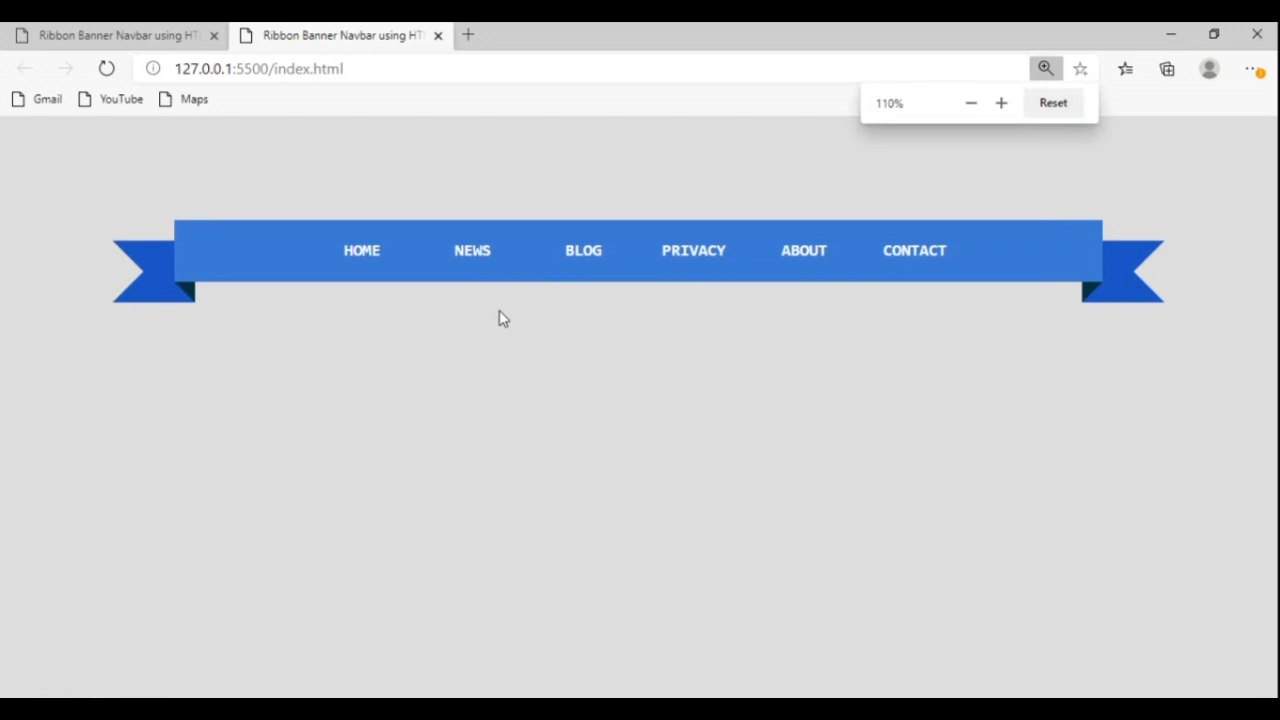 Ribbon Banner Navbar using HT
Ribbon Banner Navbar using HT
127.0.0.1:5500/index.html
Gmail YouTube Maps
110% Reset
HOME NEWS BLOG PRIVACY ABOUT CONTACT